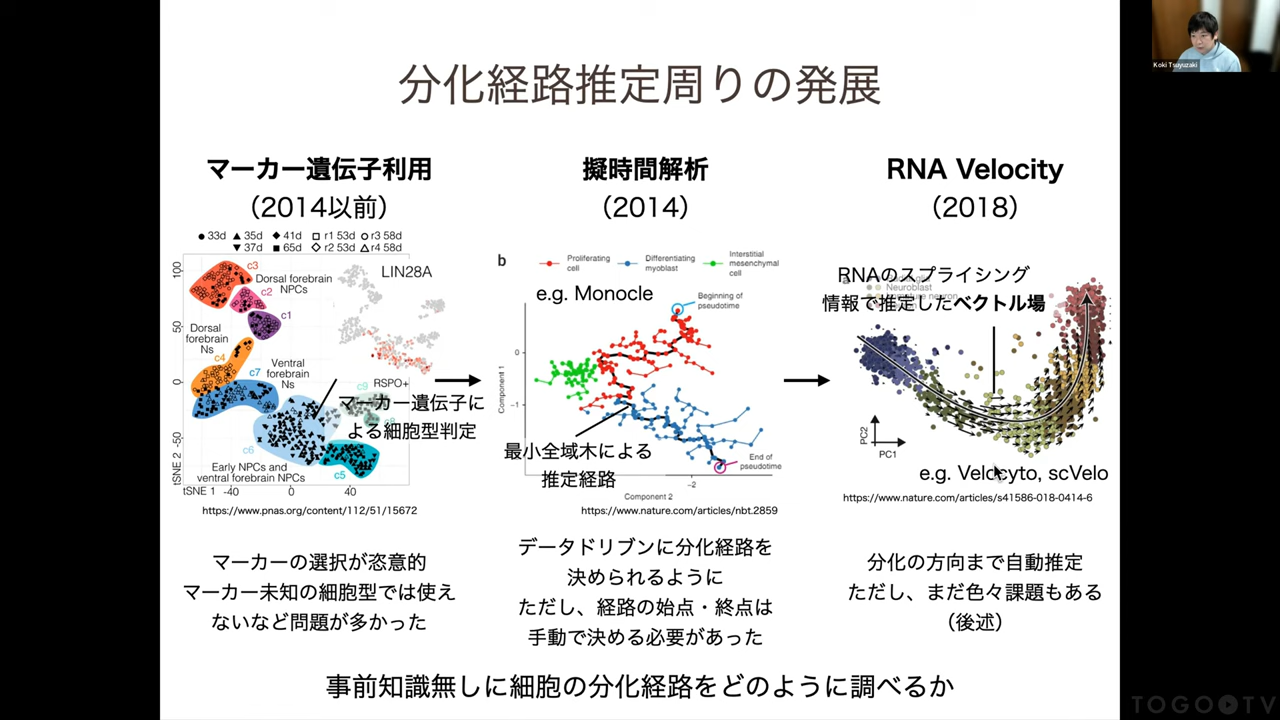 Koki Tsuyuzaki
分化経路推定周りの発展
マーカー遺伝子利用
（2014以前）
● 33d ▲ 35d ◆ 41d □ r1 53d ○ r3 58d
▼ 37d ■ 65d ◇ r2 53d △ r4 58d
100
50
0
-50
tSNE 2
tSNE 1 -40 0 40
c3
Dorsal forebrain
NPCs
c2
c1
LIN28A
Dorsal
forebrain
Ns
c4
c7
Ventral
forebrain
Ns
RSPO+
c9
マーカー遺伝子に
よる細胞型判定
c6
Early NPCs and
ventral forebrain NPCs
c5
https://www.pnas.org/content/112/51/15672
マーカーの選択が恣意的
マーカー未知の細胞型では使え
ないなど問題が多かった
擬時間解析
（2014）
b
Proliferating
cell
Differentiating
myoblast
Interstitial
mesenchymal
cell
e.g. Monocle
Beginning of
pseudotime
0
-1
Component 1
最小全域木による
推定経路
End of
pseudotime
-2
Component 2
https://www.nature.com/articles/nbt.2859
データドリブンに分化経路を
決められるように
ただし、経路の始点・終点は
手動で決める必要があった
RNA Velocity
（2018）
RNAのスプライシング
Neuroblast
情報で推定したベクトル場
PC2
PC1
e.g. Velocyto, scVelo
https://www.nature.com/articles/s41586-018-0414-6
分化の方向まで自動推定
ただし、まだ色々課題もある
（後述）
事前知識無しに細胞の分化経路をどのように調べるか
TOGO TV